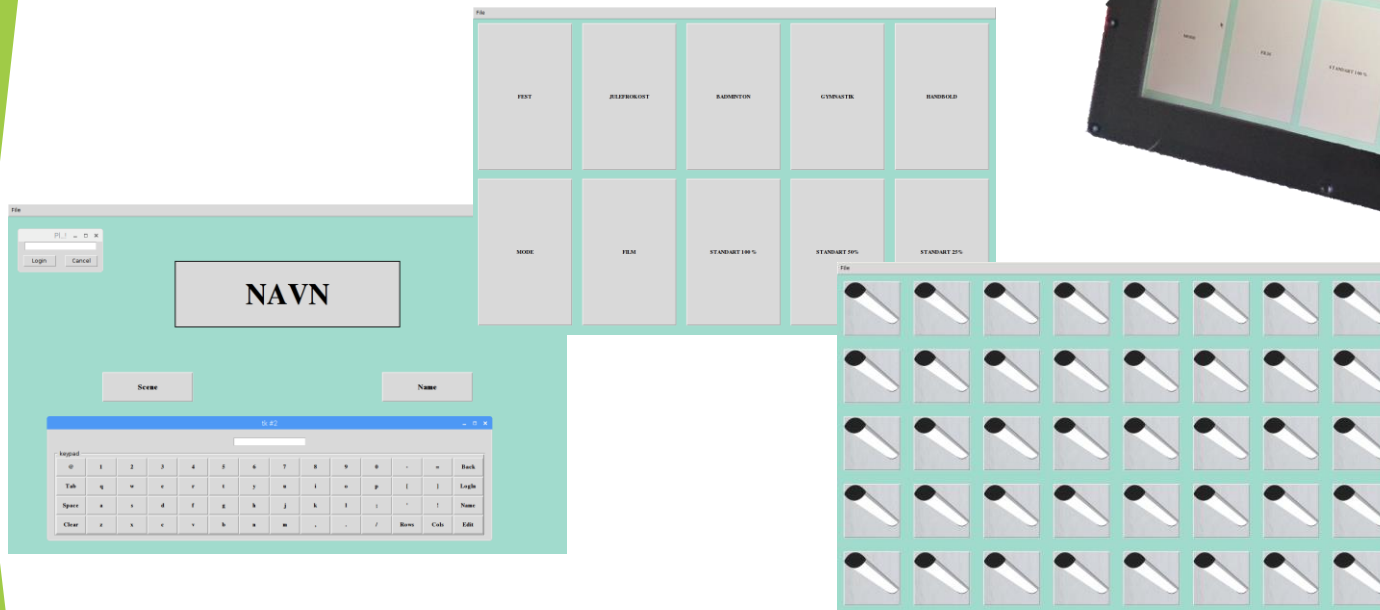 File
FEST JULEFROKOST BADMINTON GYMNASTIK HANDBOLD
MODE FILM STANDART 100 % STANDART 50% STANDART 25%
MODE FILM STANDART 100 %
File
Login Cancel
NAVN
Scene Name
tk #2
keypad
@ 1 2 3 4 5 6 7 8 9 0 - = Back
Tab q w e r t y u i o p [ ] Login
Space a s d f g h j k l ; ' ! Name
Clear z x c v b n m , . / Rows Cols Edit
File